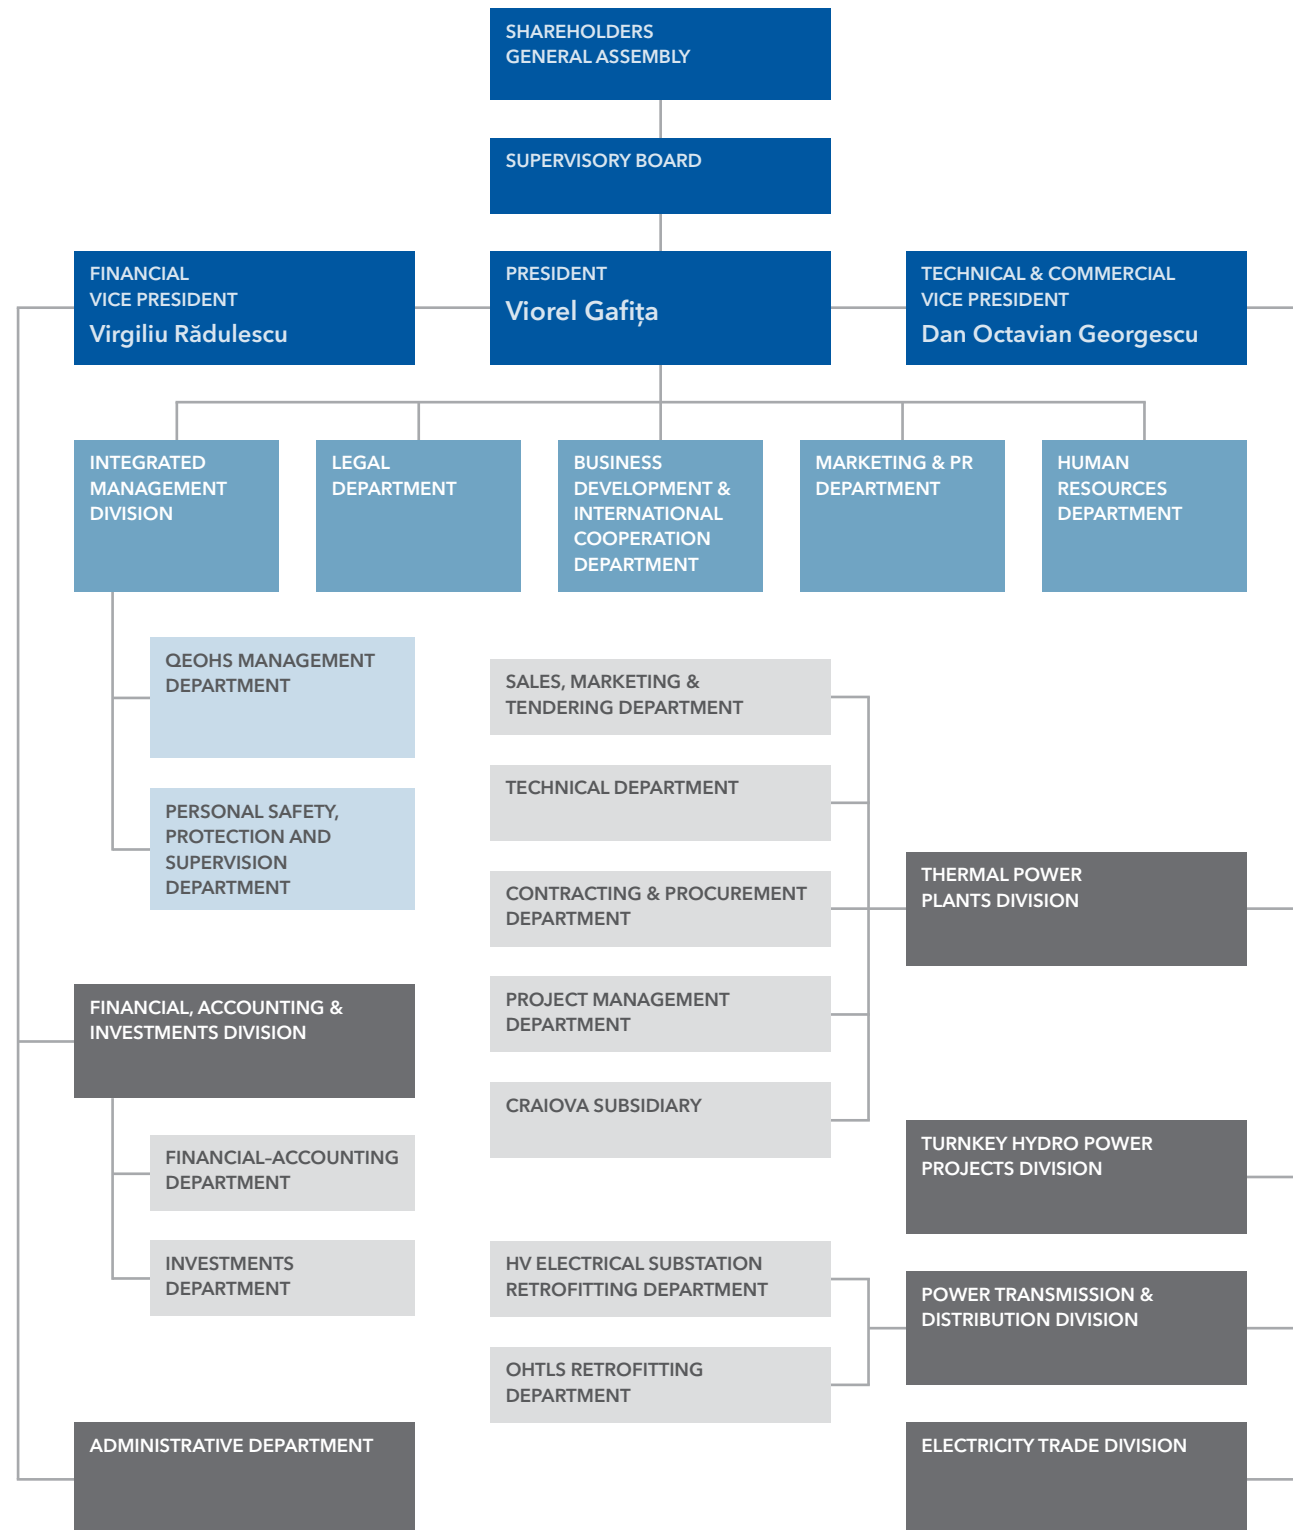 SHAREHOLDERS
GENERAL ASSEMBLY
SUPERVISORY BOARD
FINANCIAL
VICE PRESIDENT
Virgiliu Rădulescu
PRESIDENT
Viorel Gafița
TECHNICAL & COMMERCIAL
VICE PRESIDENT
Dan Octavian Georgescu
INTEGRATED
MANAGEMENT
DIVISION
LEGAL
DEPARTMENT
BUSINESS
DEVELOPMENT &
INTERNATIONAL
COOPERATION
DEPARTMENT
MARKETING & PR
DEPARTMENT
HUMAN
RESOURCES
DEPARTMENT
QEOHS MANAGEMENT
DEPARTMENT
PERSONAL SAFETY,
PROTECTION AND
SUPERVISION
DEPARTMENT
SALES, MARKETING &
TENDERING DEPARTMENT
TECHNICAL DEPARTMENT
CONTRACTING & PROCUREMENT
DEPARTMENT
PROJECT MANAGEMENT
DEPARTMENT
CRAIOVA SUBSIDIARY
THERMAL POWER
PLANTS DIVISION
FINANCIAL, ACCOUNTING &
INVESTMENTS DIVISION
FINANCIAL–ACCOUNTING
DEPARTMENT
INVESTMENTS
DEPARTMENT
TURNKEY HYDRO POWER
PROJECTS DIVISION
HV ELECTRICAL SUBSTATION
RETROFITTING DEPARTMENT
OHTLS RETROFITTING
DEPARTMENT
POWER TRANSMISSION &
DISTRIBUTION DIVISION
ADMINISTRATIVE DEPARTMENT
ELECTRICITY TRADE DIVISION